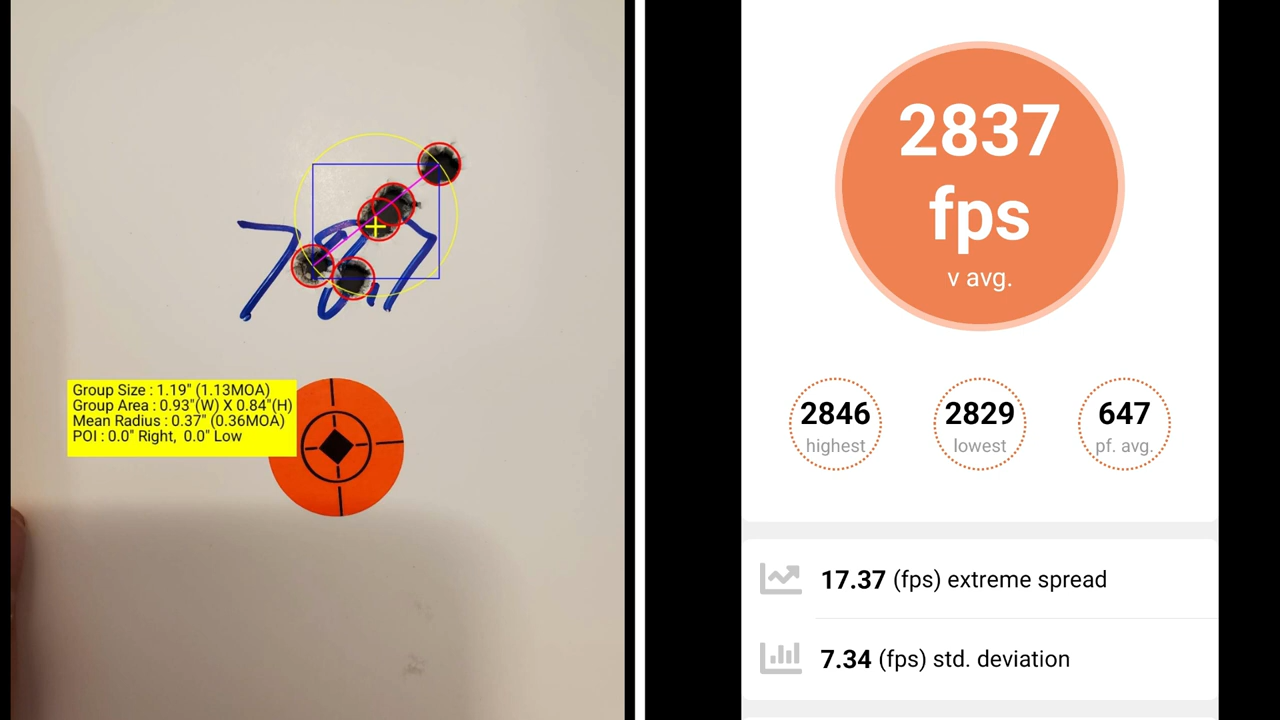 78.7
Group Size : 1.19" (1.13MOA)
Group Area : 0.93"(W) X 0.84"(H)
Mean Radius : 0.37" (0.36MOA)
POI : 0.0" Right, 0.0" Low
2837
fps
v avg.
2846
highest
2829
lowest
647
pf. avg.
17.37 (fps) extreme spread
7.34 (fps) std. deviation